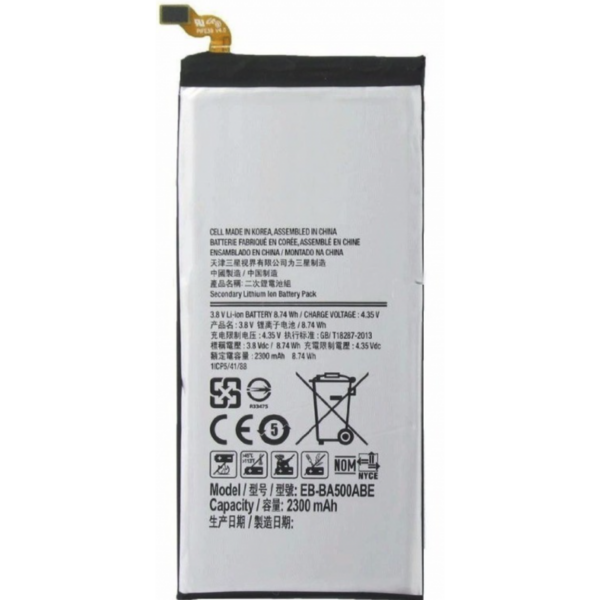 CELL MADE IN KOREA, ASSEMBLED IN CHINA
BATTERIE FABRIQUÉ EN CORÉE, ASSEMBLÉE EN CHINE
ENSAMBLADO EN CHINA / MONTADO NA CHINA
天津三星视界有限公司为三星制造
中國製造 / 中国制造
產品名: 二次鋰電池組
Secondary Lithium Ion Battery Pack
3.8 V Li-ion BATTERY 8.74 Wh / CHARGE VOLTAGE : 4.35 V
产品名 : 3.8 V 锂离子电池 / 8.74 Wh
充电限制电压 : 4.35 V 执行标准 : GB/T18287-2013
標稱電壓 : 3.8 Vdc / 8.74 Wh 充電限制電壓 : 4.35 Vdc
額定電容量 : 2300 mAh 8.74 Wh
1ICP5/41/88
R33475
CE 5
NOM NYCE
Model / 型号 / 型號: EB-BA500ABE
Capacity / 容量: 2300 mAh
生产日期 / 製造日期: